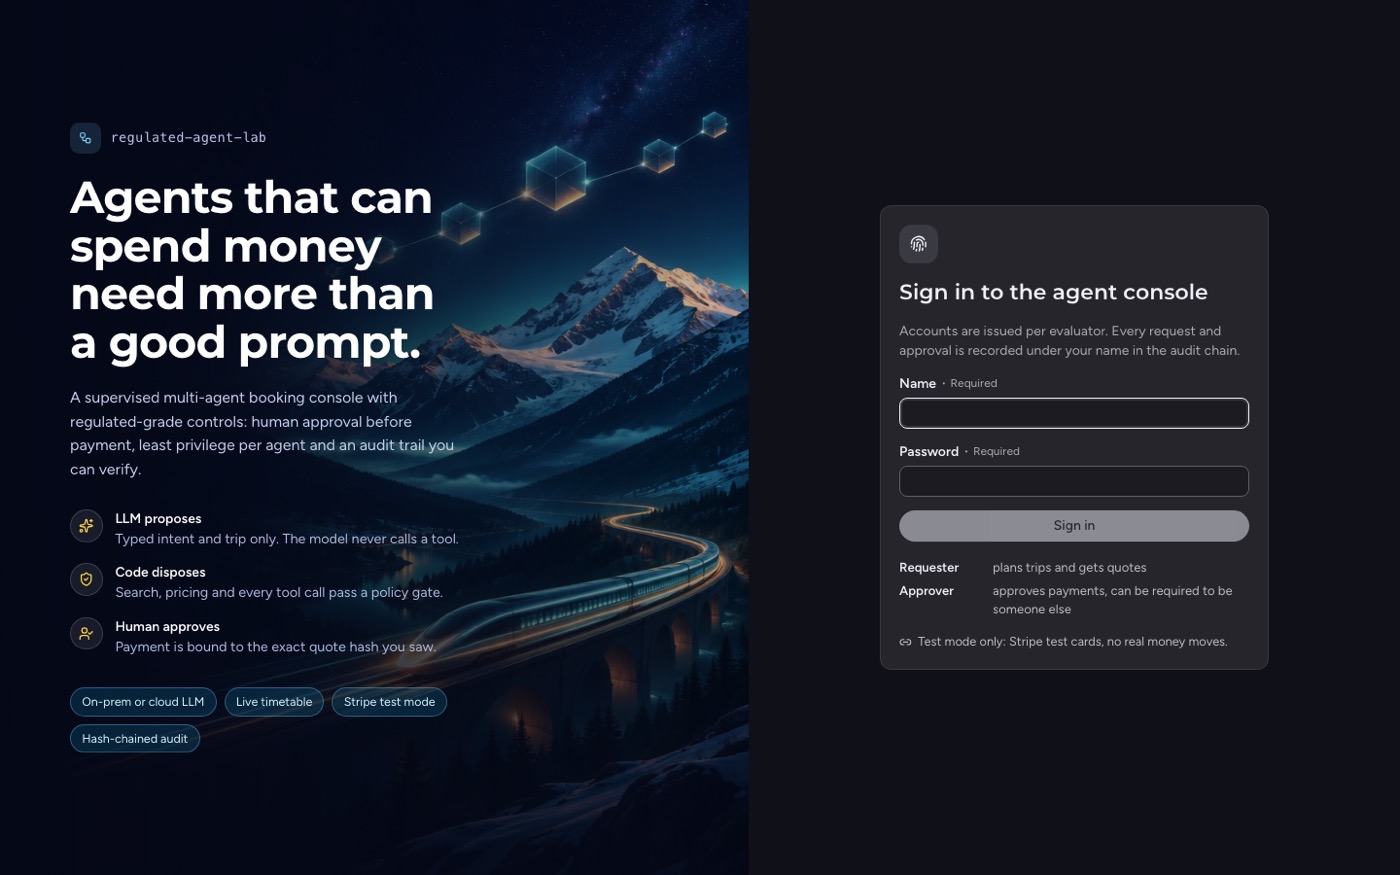 regulated-agent-lab
Agents that can
spend money
need more than
a good prompt.
A supervised multi-agent booking console with
regulated-grade controls: human approval before
payment, least privilege per agent and an audit trail you
can verify.
LLM proposes
Typed intent and trip only. The model never calls a tool.
Code disposes
Search, pricing and every tool call pass a policy gate.
Human approves
Payment is bound to the exact quote hash you saw.
On-prem or cloud LLM
Live timetable
Stripe test mode
Hash-chained audit
Sign in to the agent console
Accounts are issued per evaluator. Every request and
approval is recorded under your name in the audit chain.
Name · Required
Password · Required
Sign in
Requester plans trips and gets quotes
Approver approves payments, can be required to be
someone else
Test mode only: Stripe test cards, no real money moves.